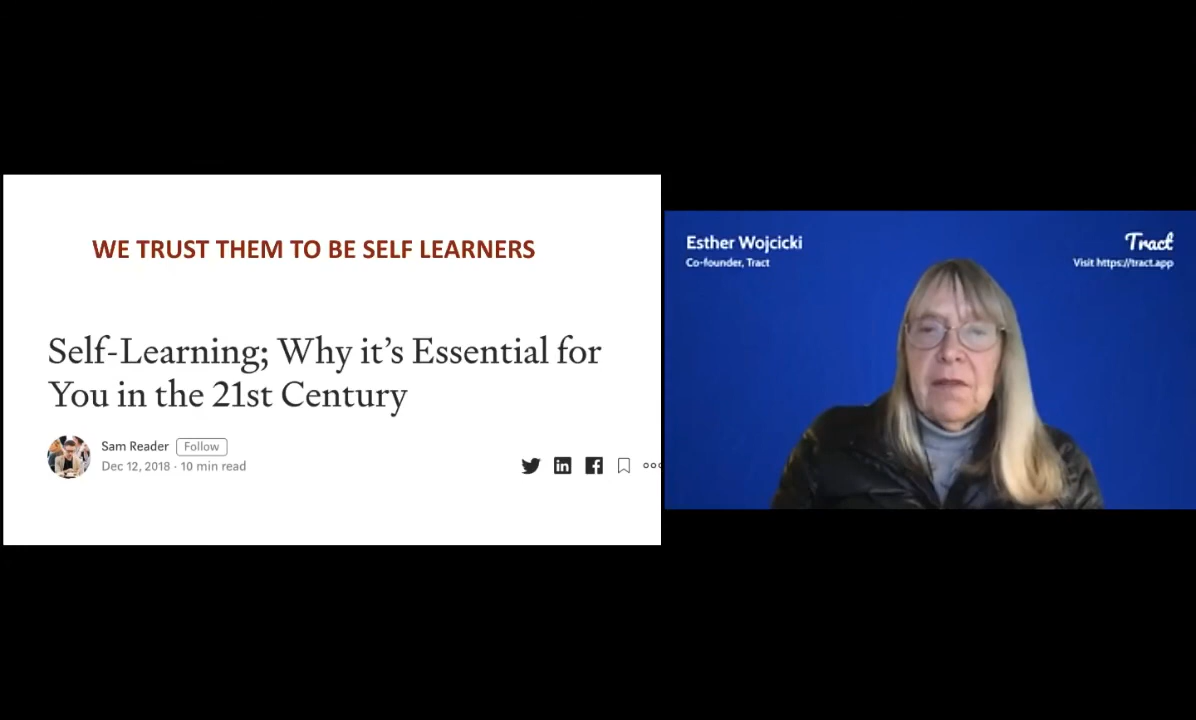 WE TRUST THEM TO BE SELF LEARNERS
Self-Learning; Why it's Essential for
You in the 21st Century
Sam Reader Follow
Dec 12, 2018 · 10 min read
Esther Wojcicki
Co-founder, Tract
Tract
Visit https://tract.app